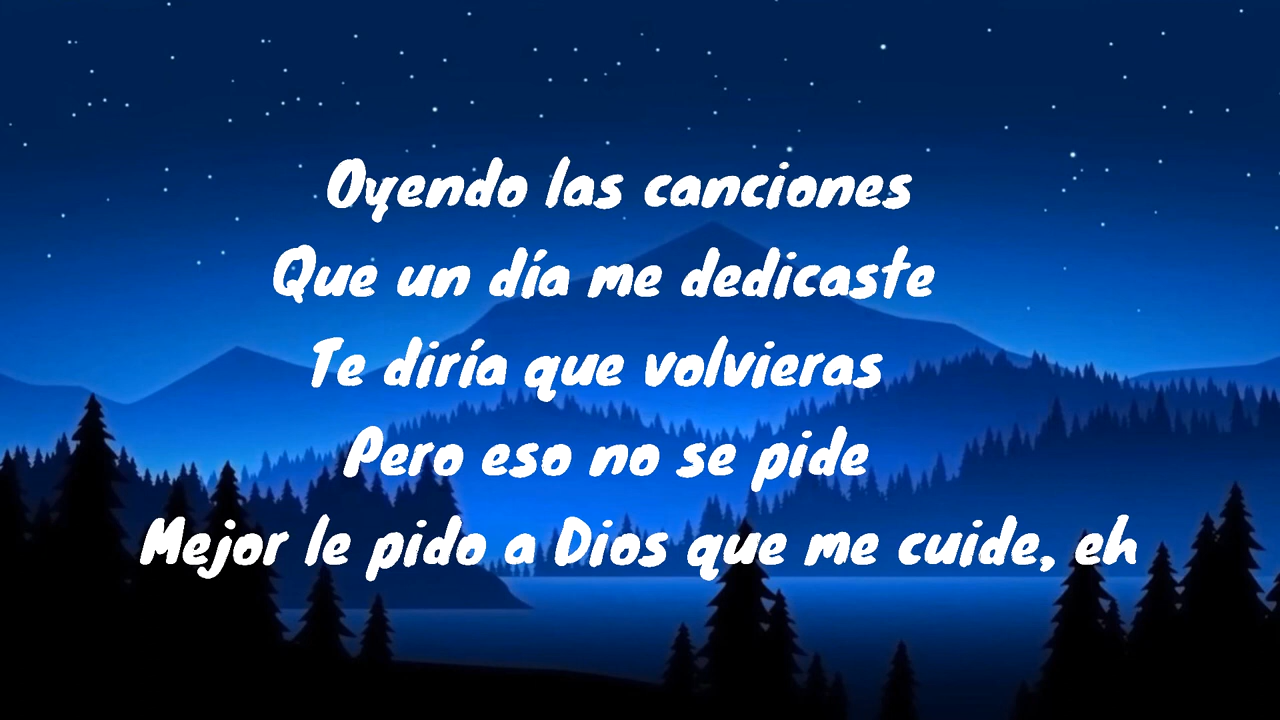 Oyendo las canciones
Que un día me dedicaste
Te diría que volvieras
Pero eso no se pide
Mejor le pido a Dios que me cuide, eh